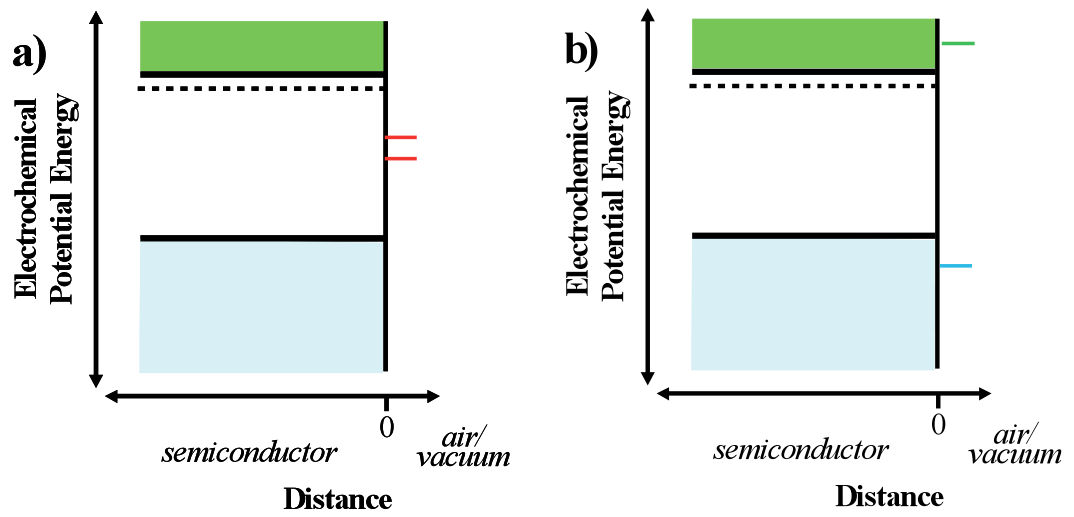 a)
Electrochemical
Potential Energy
0
semiconductor
air/
vacuum
Distance
b)
Electrochemical
Potential Energy
0
semiconductor
air/
vacuum
Distance